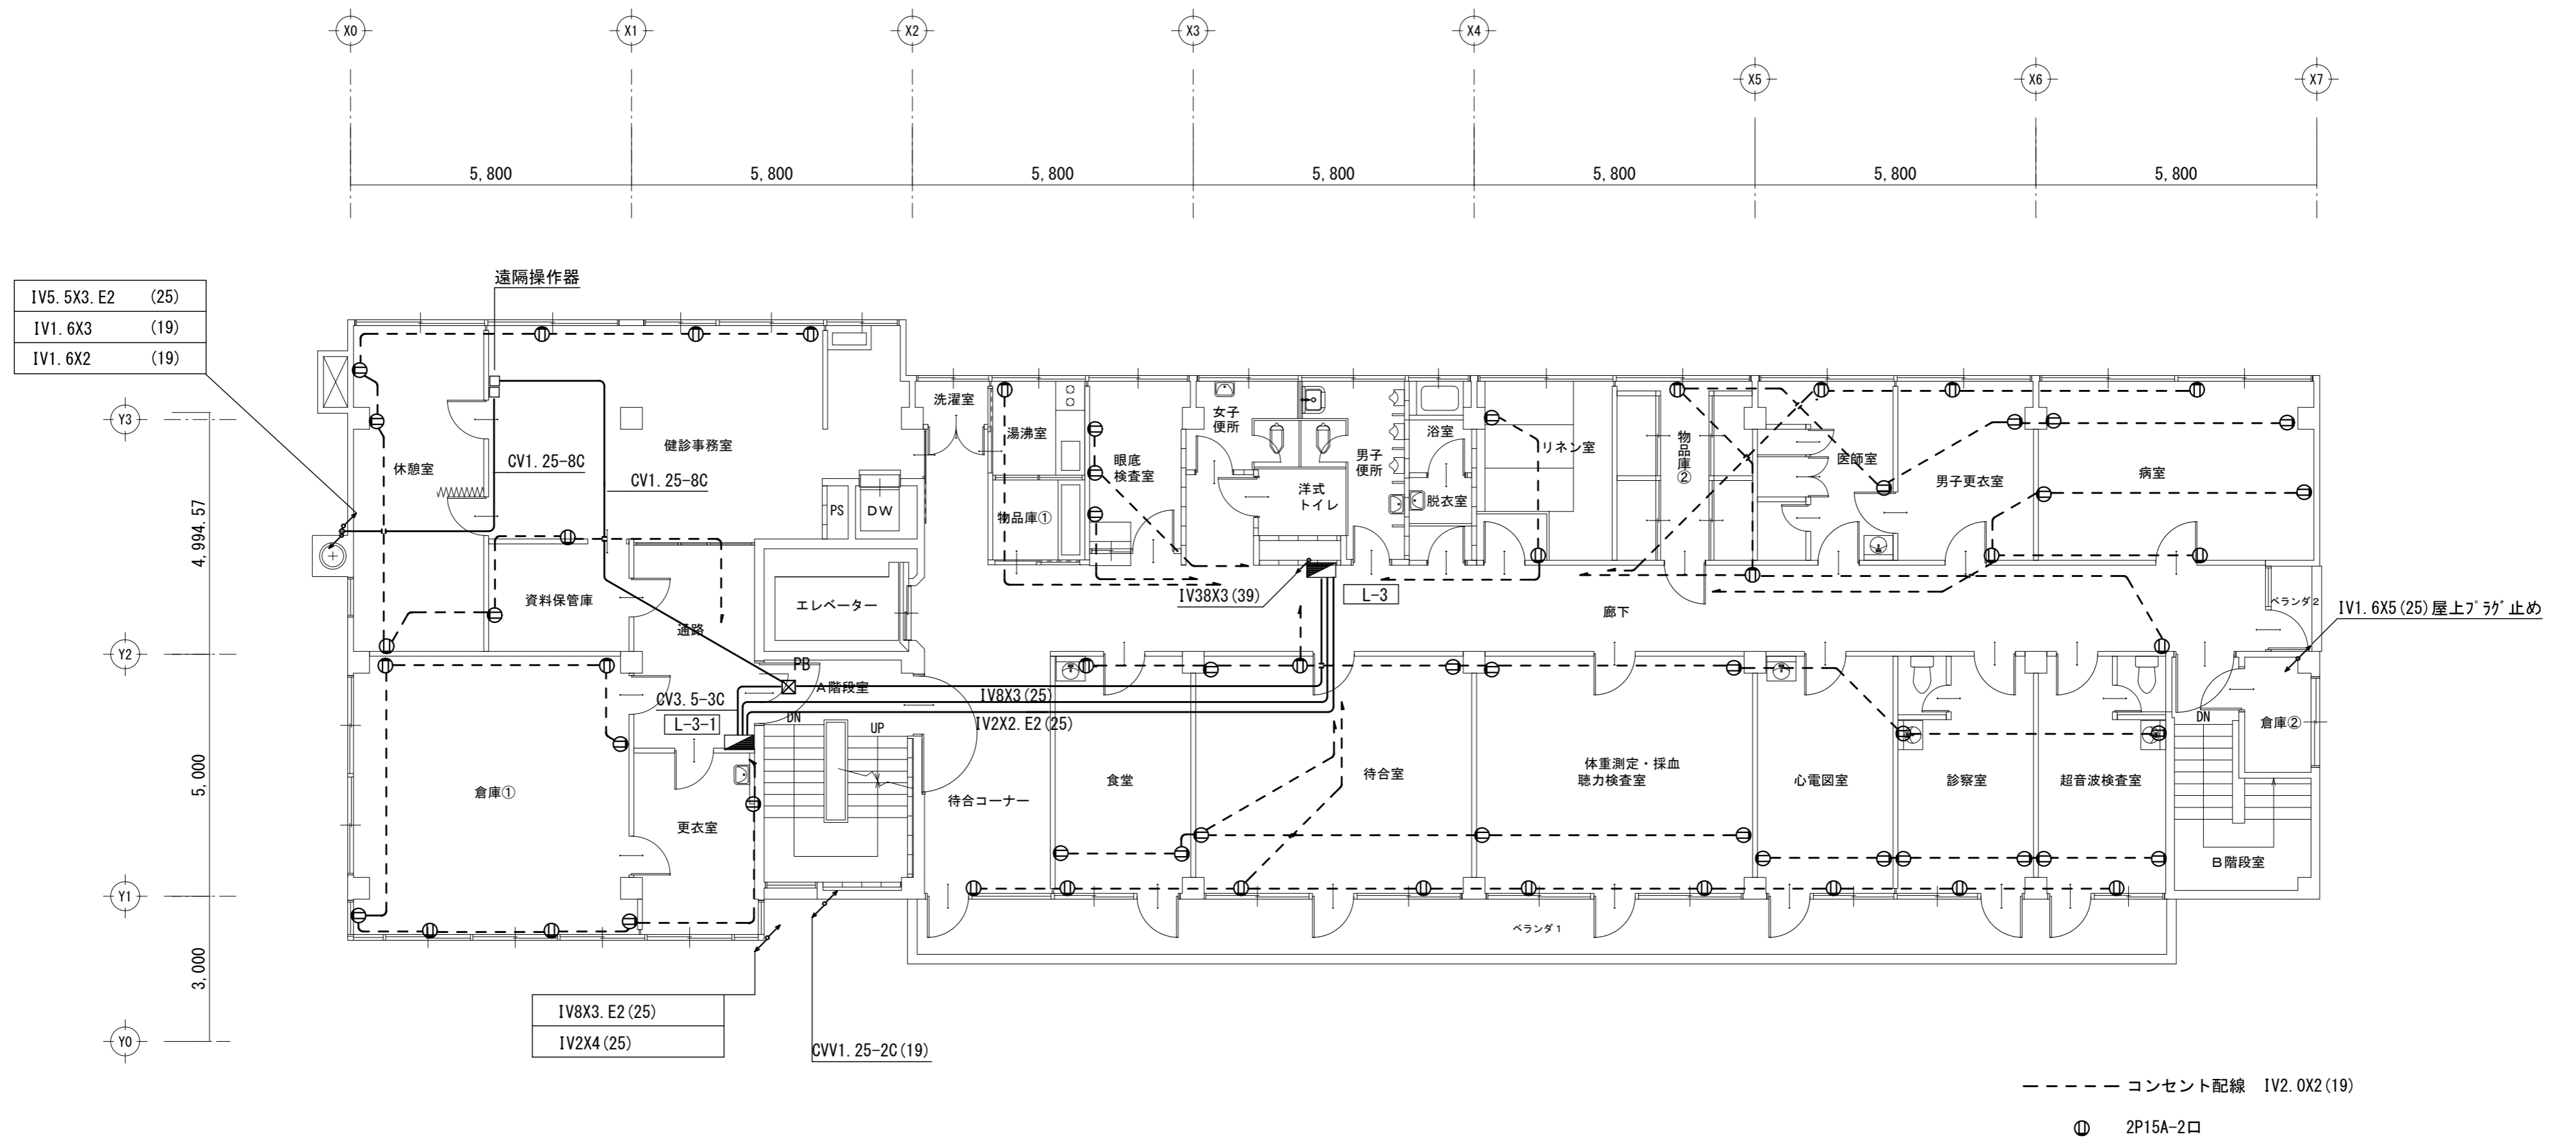 X0
X1
X2
X3
X4
X5
X6
X7
5,800
5,800
5,800
5,800
5,800
5,800
5,800
遠隔操作器
IV5.5X3.E2 (25)
IV1.6X3 (19)
IV1.6X2 (19)
Y3
Y2
Y1
Y0
4,994.57
5,000
3,000
休憩室
CV1.25-8C
CV1.25-8C
健診事務室
PS
DW
洗濯室
湯沸室
物品庫①
眼底
検査室
女子
便所
洋式
トイレ
男子
便所
浴室
脱衣室
リネン室
物品庫②
医師室
男子更衣室
病室
資料保管庫
通路
エレベーター
IV38X3(39)
L-3
廊下
ベランダ2
IV1.6X5(25)屋上プラグ止め
PB
A階段室
CV3.5-3C
L-3-1
DN
UP
IV8X3(25)
IV2X2.E2(25)
倉庫①
更衣室
待合コーナー
食堂
待合室
体重測定・採血
聴力検査室
心電図室
診察室
超音波検査室
DN
倉庫②
B階段室
ベランダ1
IV8X3.E2(25)
IV2X4(25)
CVV1.25-2C(19)
コンセント配線 IV2.0X2(19)
2P15A-2口